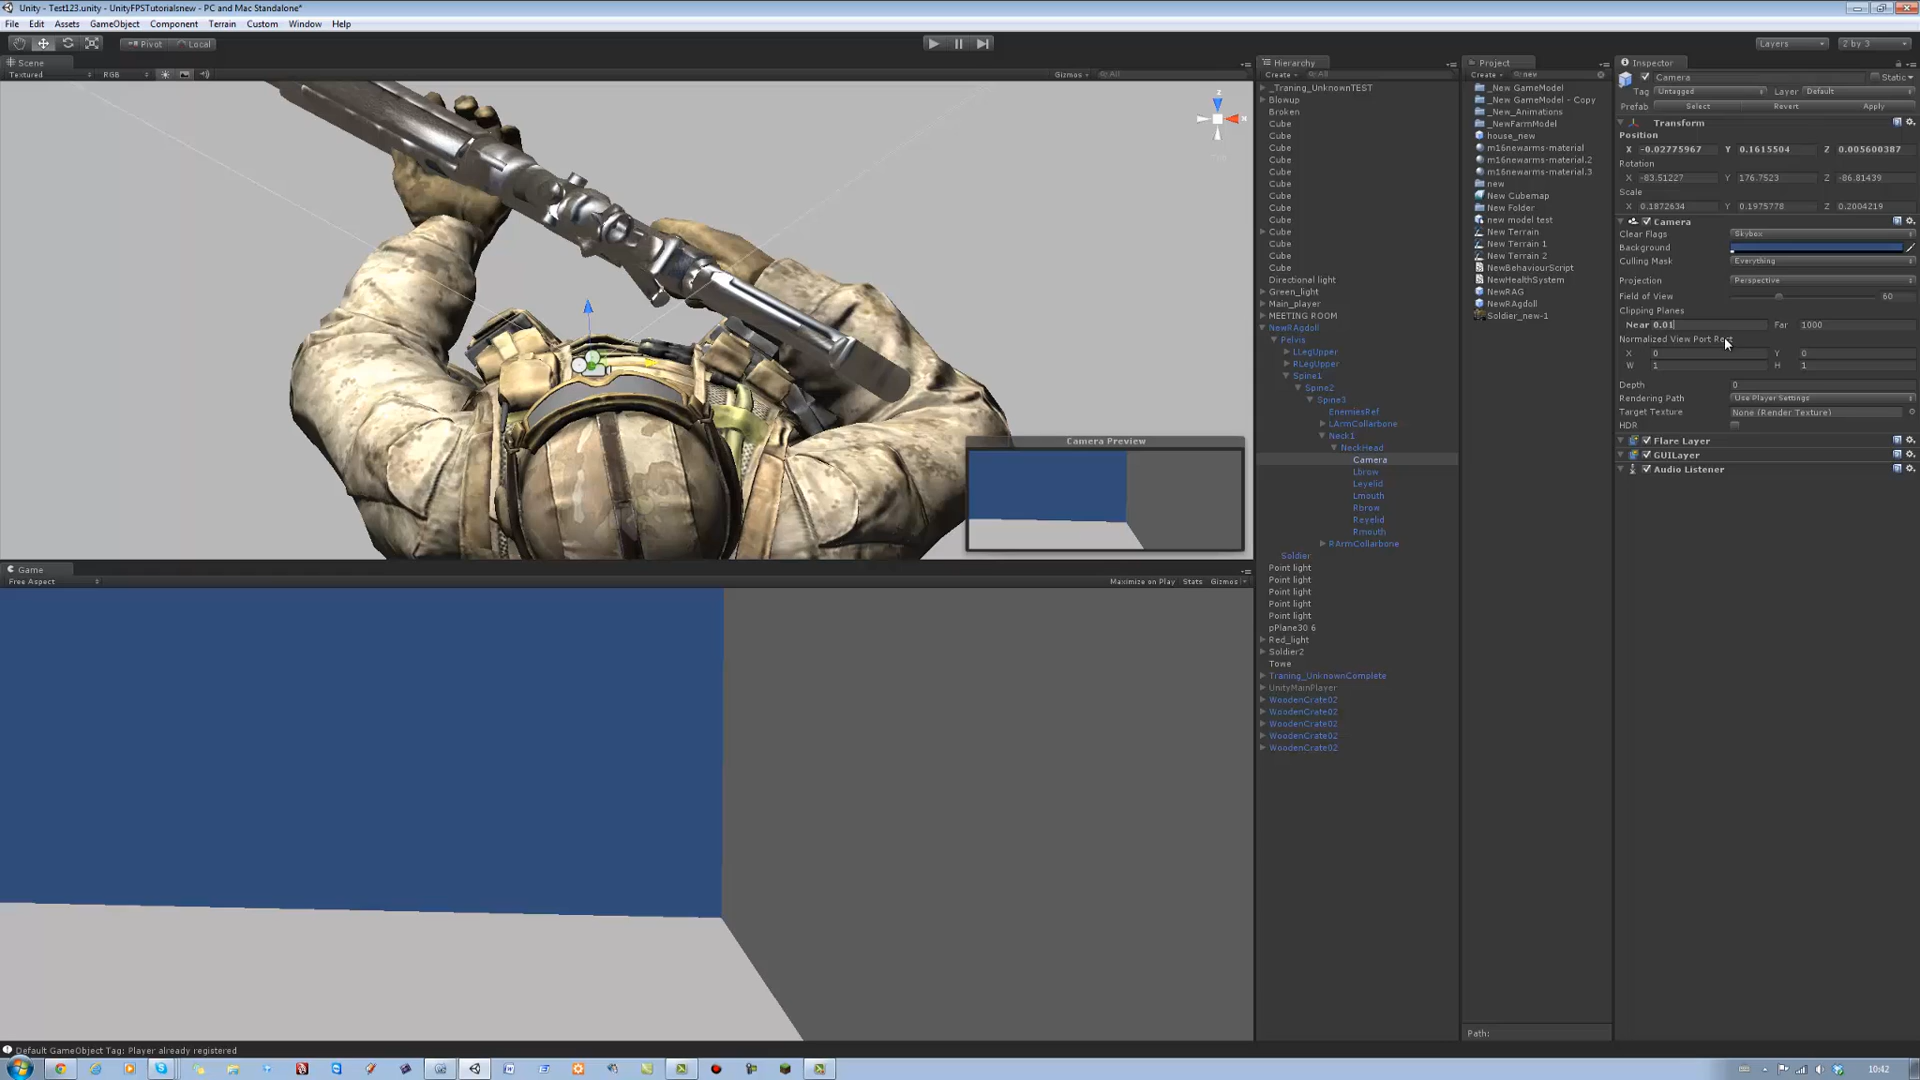 Unity - Test123.unity - UnityFPSTutorialsnew - PC and Mac Standalone*
File Edit Assets GameObject Component Custom Terrain Window Help
Pivot Local
Layers 2 by 3
Scene
Textured RGB Gizmos All
Camera Preview
Game
Free Aspect Maximize on Play Stats Gizmos
Hierarchy
Create All
_Traning_UnknownTEST
Blowup
Broken
Cube
Cube
Cube
Cube
Cube
Cube
Cube
Cube
Cube
Cube
Cube
Cube
Cube
Directional light
Green_light
Main_player
MEETING ROOM
NewRAgdoll
Pelvis
LLegUpper
RLegUpper
Spine1
Spine2
Spine3
EnemiesRef
LArmCollarbone
Neck1
NeckHead
Camera
Lbrow
Leyelid
Lmouth
Rbrow
Reyelid
Rmouth
RArmCollarbone
Soldier
Point light
Point light
Point light
Point light
Point light
pPlane30 6
Red_light
Soldier2
Towe
Traning_UnknownComplete
UnityMainPlayer
WoodenCrate02
WoodenCrate02
WoodenCrate02
WoodenCrate02
WoodenCrate02
Project
Create new
_New GameModel
_New GameModel - Copy
_New_Animations
_NewFarmModel
house_new
m16newarms-material
m16newarms-material.2
m16newarms-material.3
new
New Cubemap
New Folder
new model test
New Terrain
New Terrain 1
New Terrain 2
NewBehaviourScript
NewHealthSystem
NewRAG
NewRAgdoll
Soldier_new-1
Path:
Inspector
Camera Static
Tag Untagged Layer Default
Prefab Select Revert Apply
Transform
Position
X -0.02775967 Y 0.1615504 Z 0.005600387
Rotation
X -83.51227 Y 176.7523 Z -86.81439
Scale
X 0.1872634 Y 0.1975778 Z 0.2004219
Camera
Clear Flags Skybox
Background
Culling Mask Everything
Projection Perspective
Field of View 60
Clipping Planes
Near 0.01 Far 1000
Normalized View Port Rect
X 0 Y 0
W 1 H 1
Depth 0
Rendering Path Use Player Settings
Target Texture None (Render Texture)
HDR
Flare Layer
GUILayer
Audio Listener
Default GameObject Tag: Player already registered
10:42